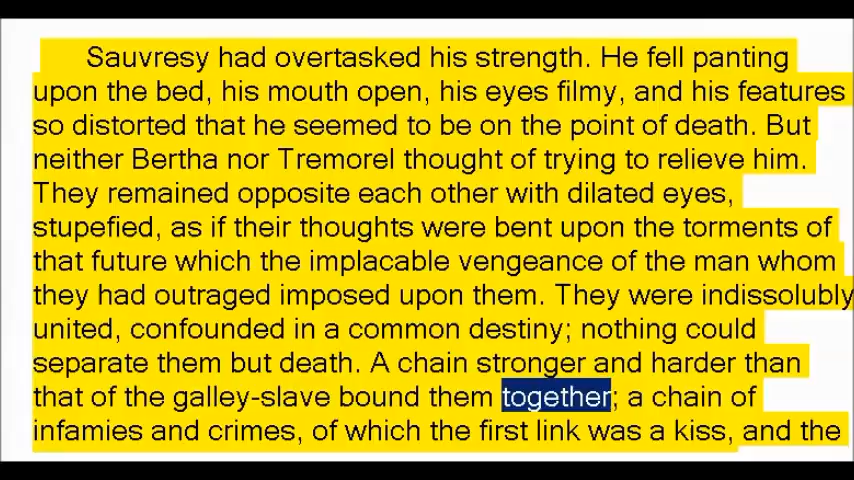 Sauvresy had overtasked his strength. He fell panting
upon the bed, his mouth open, his eyes filmy, and his features
so distorted that he seemed to be on the point of death. But
neither Bertha nor Tremorel thought of trying to relieve him.
They remained opposite each other with dilated eyes,
stupefied, as if their thoughts were bent upon the torments of
that future which the implacable vengeance of the man whom
they had outraged imposed upon them. They were indissolubly
united, confounded in a common destiny; nothing could
separate them but death. A chain stronger and harder than
that of the galley-slave bound them together; a chain of
infamies and crimes, of which the first link was a kiss, and the